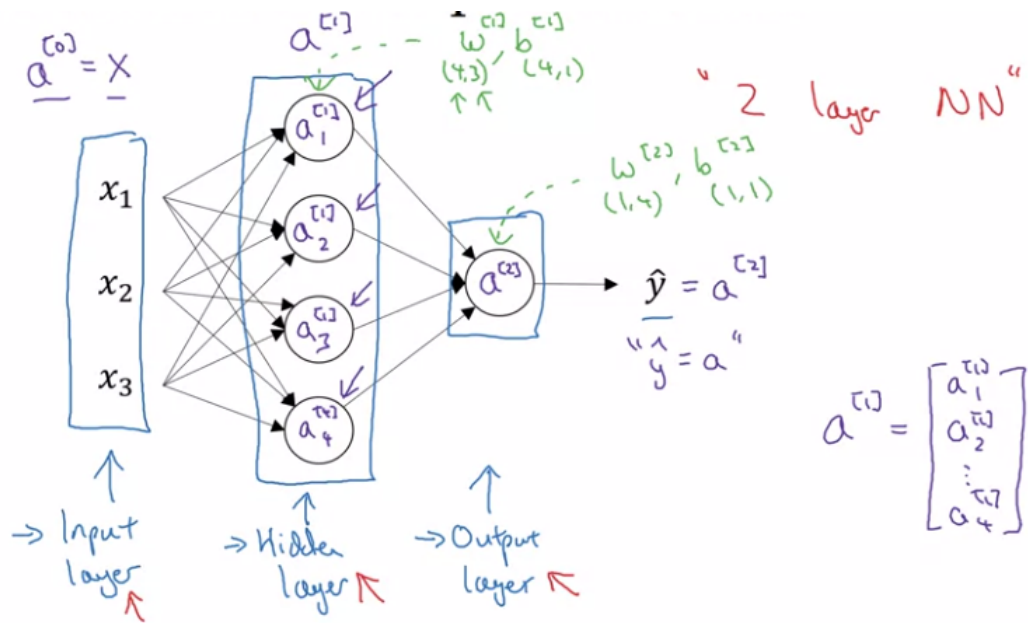 a^[0] = X
a^[1]
w^[1], b^[1]
(4,3) (4,1)
"2 layer NN"
w^[2], b^[2]
(1,4) (1,1)
x₁
x₂
x₃
a₁^[1]
a₂^[1]
a₃^[1]
a₄^[1]
a^[2]
ŷ = a^[2]
"ŷ = a"
a^[1] = [a₁^[1]
a₂^[1]
⋮
a₄^[1]]
→ Input
layer
→ Hidden
layer
→ Output
layer